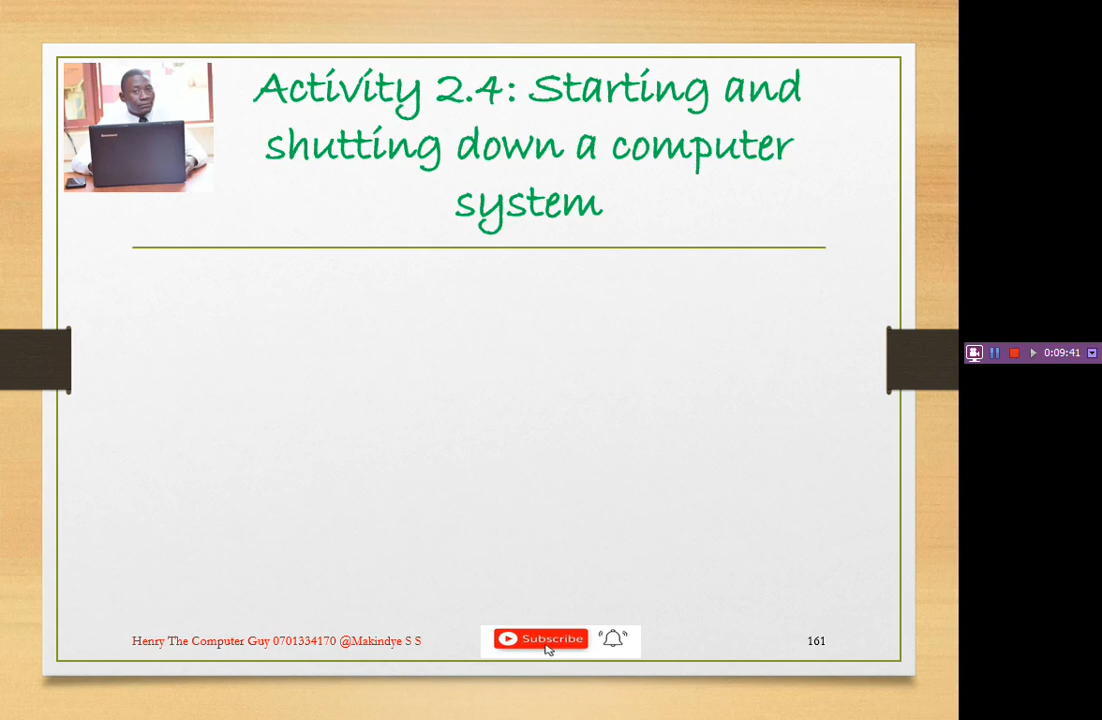 Activity 2.4: Starting and
shutting down a computer
system
Henry The Computer Guy 0701334170 @Makindye S S
Subscribe
161
0:09:41